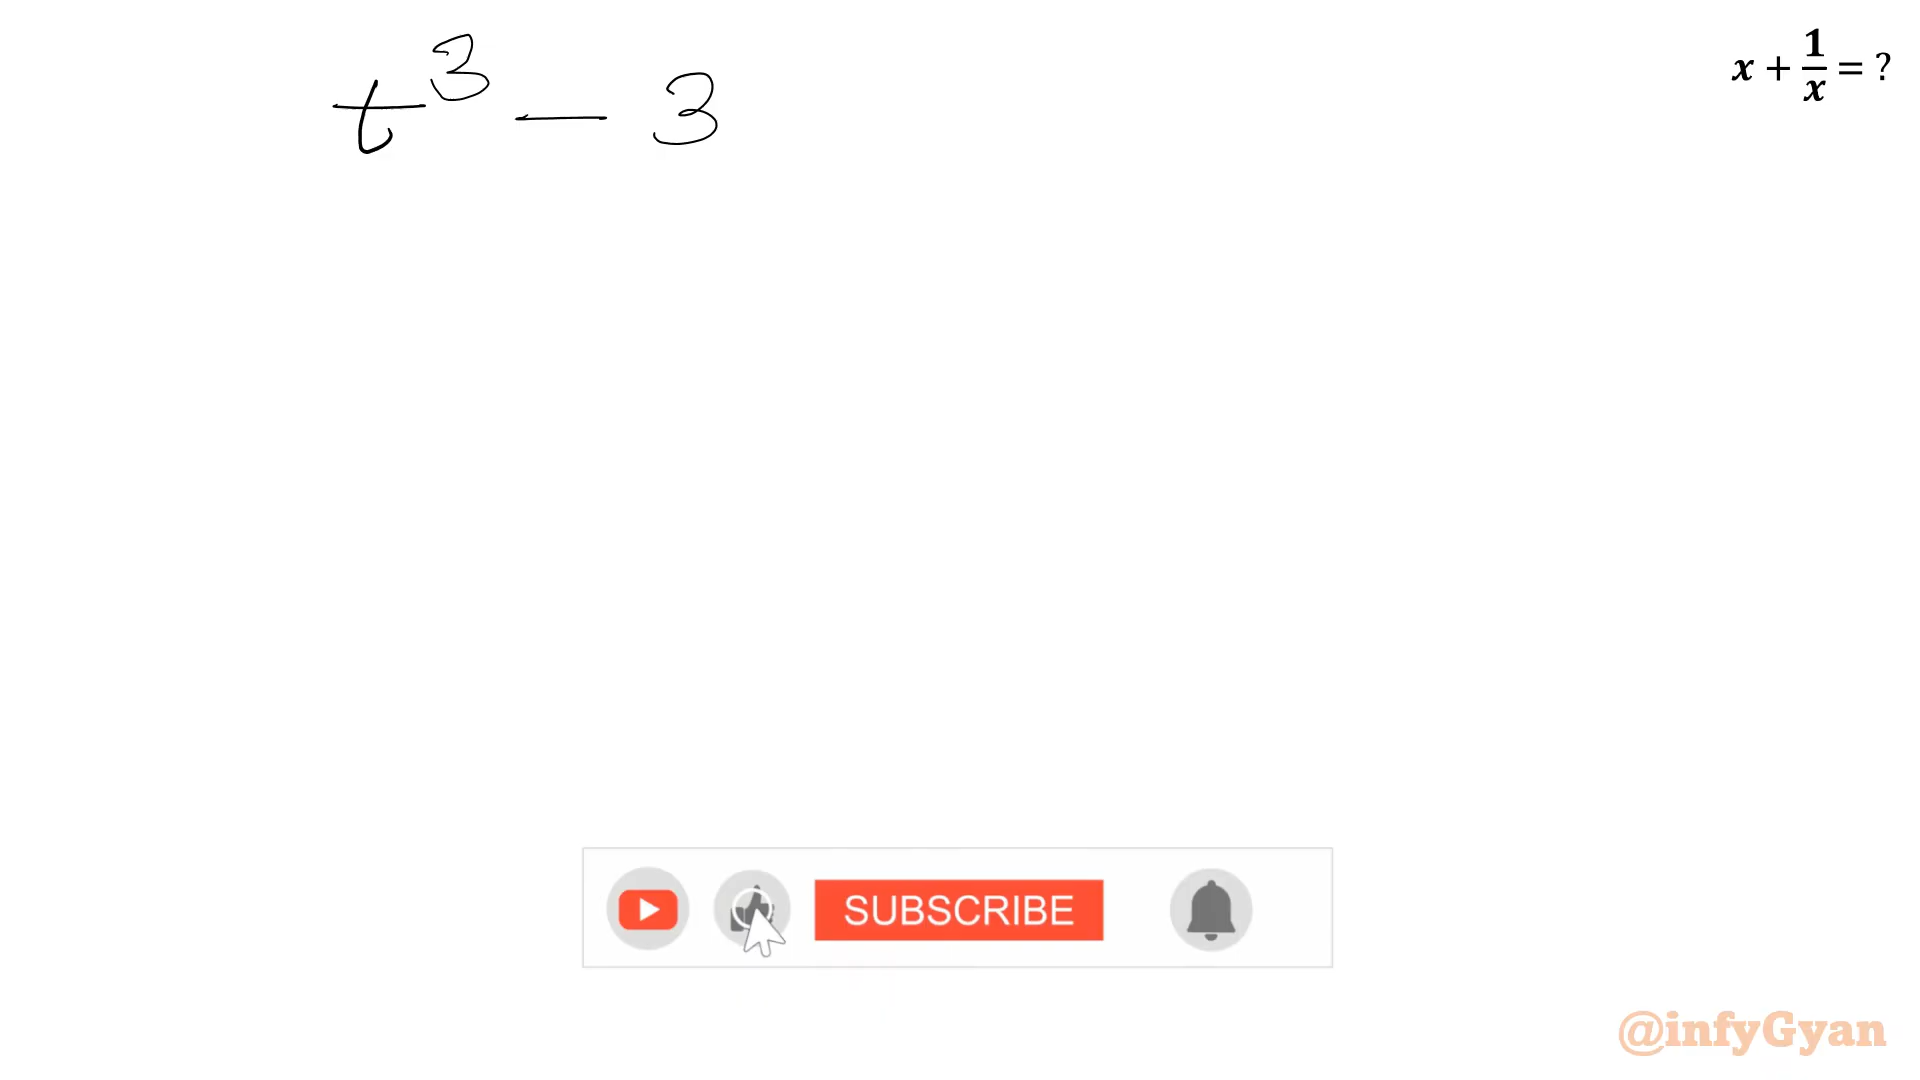 t³ — 3
x + 1/x = ?
SUBSCRIBE
@infyGyan